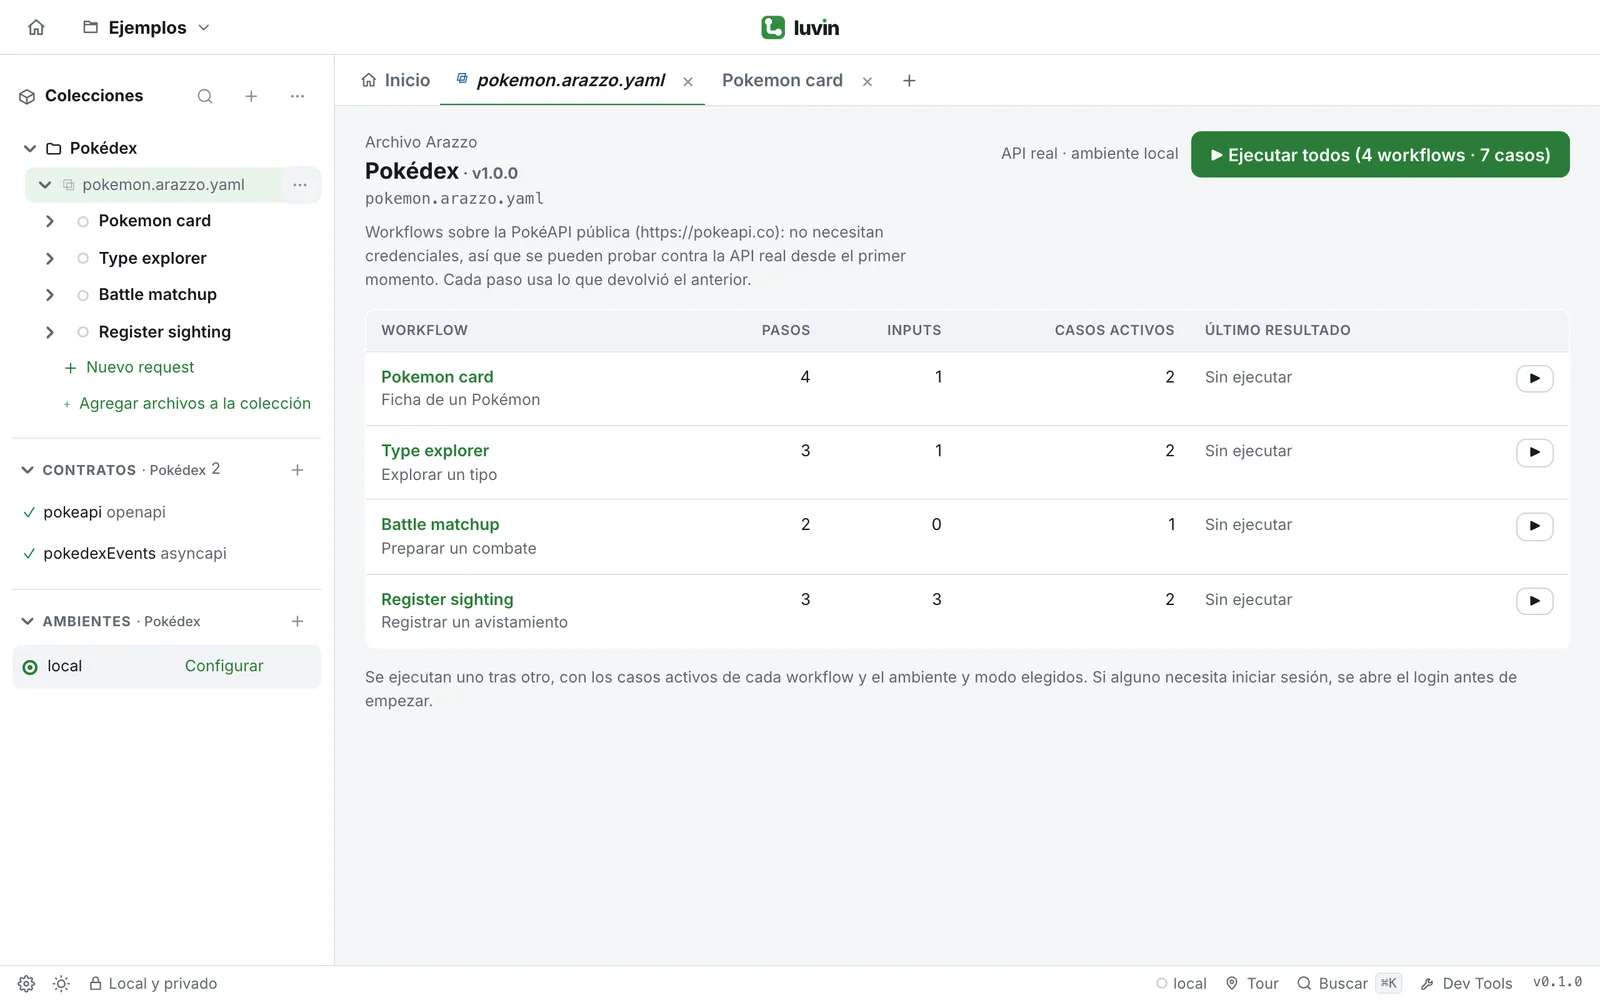 Ejemplos
luvin
Colecciones
Pokédex
pokemon.arazzo.yaml
Pokemon card
Type explorer
Battle matchup
Register sighting
+ Nuevo request
+ Agregar archivos a la colección
CONTRATOS · Pokédex 2
pokeapi openapi
pokedexEvents asyncapi
AMBIENTES · Pokédex
local Configurar
Inicio
pokemon.arazzo.yaml
Pokemon card
Archivo Arazzo
Pokédex · v1.0.0
pokemon.arazzo.yaml
API real · ambiente local
Ejecutar todos (4 workflows · 7 casos)
Workflows sobre la PokéAPI pública (https://pokeapi.co): no necesitan
credenciales, así que se pueden probar contra la API real desde el primer
momento. Cada paso usa lo que devolvió el anterior.
WORKFLOW PASOS INPUTS CASOS ACTIVOS ÚLTIMO RESULTADO
Pokemon card 4 1 2 Sin ejecutar
Ficha de un Pokémon
Type explorer 3 1 2 Sin ejecutar
Explorar un tipo
Battle matchup 2 0 1 Sin ejecutar
Preparar un combate
Register sighting 3 3 2 Sin ejecutar
Registrar un avistamiento
Se ejecutan uno tras otro, con los casos activos de cada workflow y el ambiente y modo elegidos. Si alguno necesita iniciar sesión, se abre el login antes de
empezar.
Local y privado
local Tour Buscar ⌘K Dev Tools v0.1.0